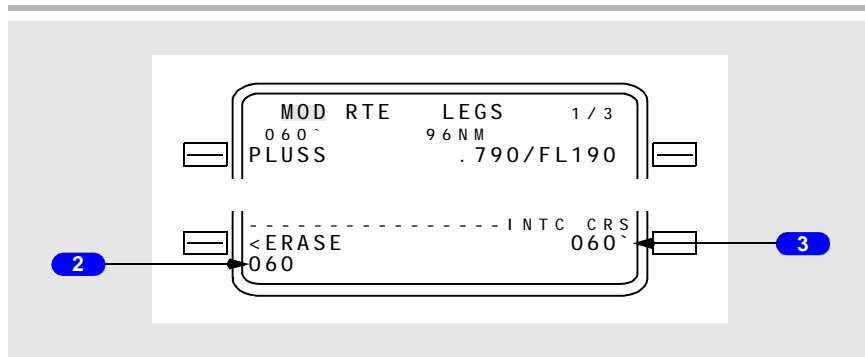 MOD RTE LEGS 1/3
060` 96NM
PLUSS .790/FL190
----------------INTC CRS
<ERASE 060`
060
2
3